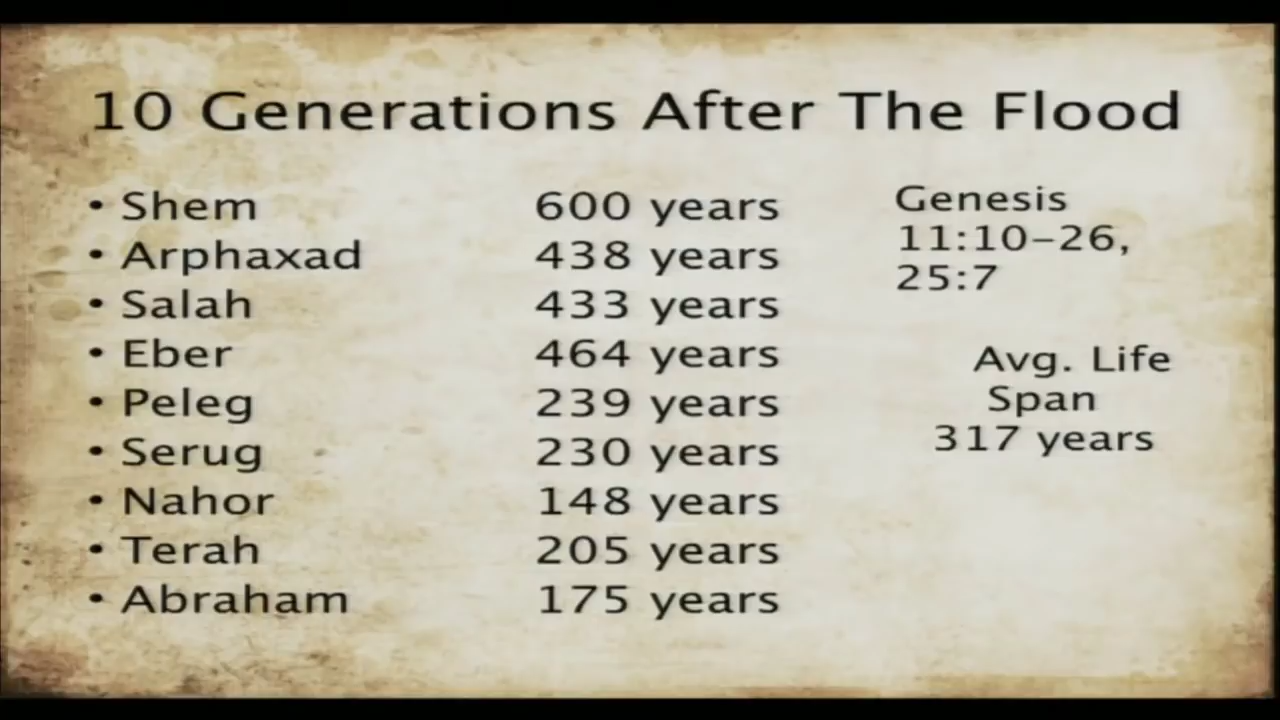 10 Generations After The Flood
• Shem 600 years
• Arphaxad 438 years
• Salah 433 years
• Eber 464 years
• Peleg 239 years
• Serug 230 years
• Nahor 148 years
• Terah 205 years
• Abraham 175 years
Genesis
11:10–26,
25:7
Avg. Life
Span
317 years